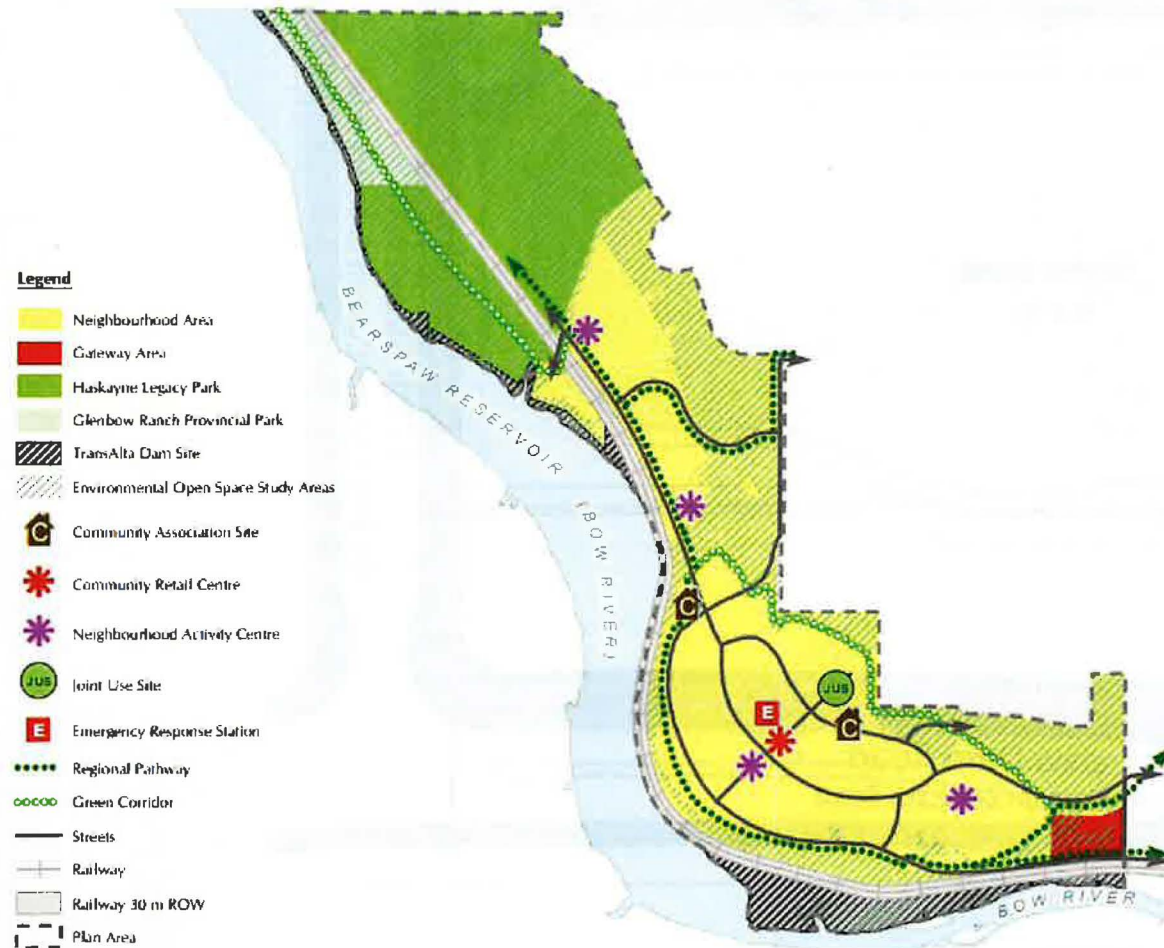 Legend
Neighbourhood Area
Gateway Area
Haskayne Legacy Park
Glenbow Ranch Provincial Park
TransAlta Dam Site
Environmental Open Space Study Areas
C
Community Association Site
Community Retail Centre
Neighbourhood Activity Centre
JUS
Joint Use Site
E
Emergency Response Station
Regional Pathway
Green Corridor
Streets
Railway
Railway 30 m ROW
Plan Area
BEARSPAW RESERVOIR
(BOW RIVER)
C
JUS
E
C
BOW RIVER